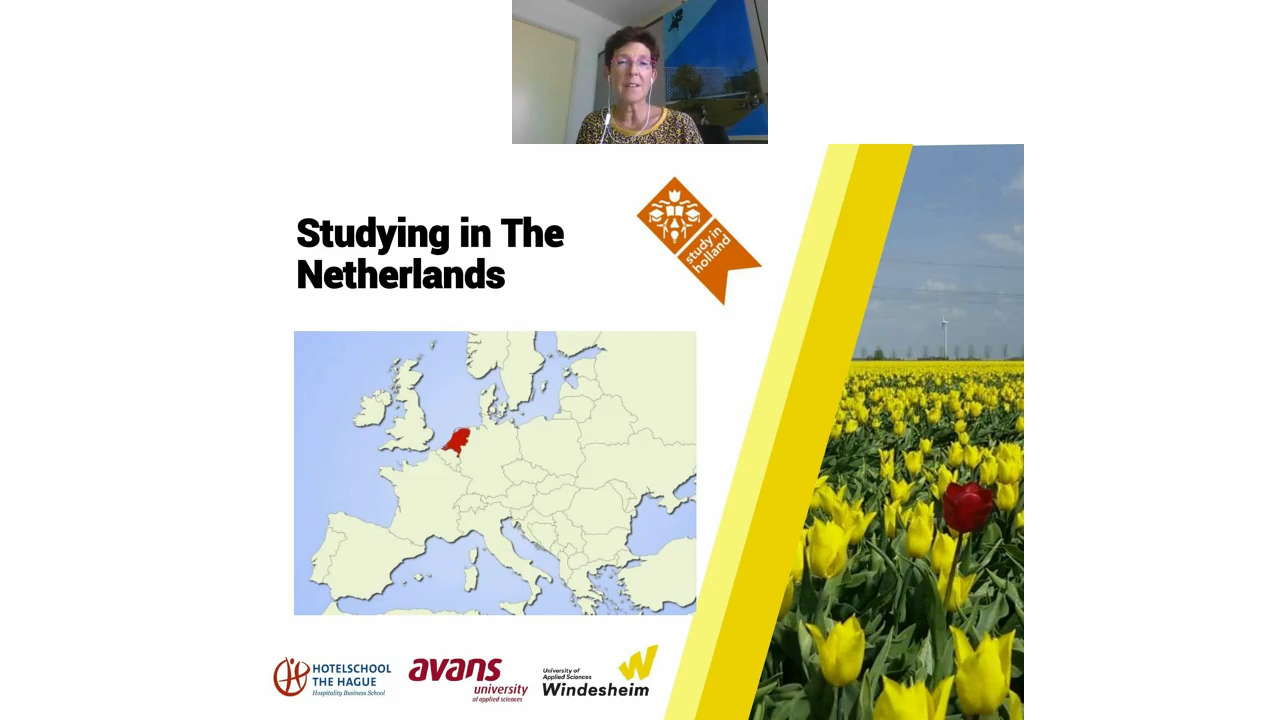 Studying in The
Netherlands
study in
holland
HOTELSCHOOL
THE HAGUE
Hospitality Business School
avans
university
of applied sciences
University of
Applied Sciences
Windesheim